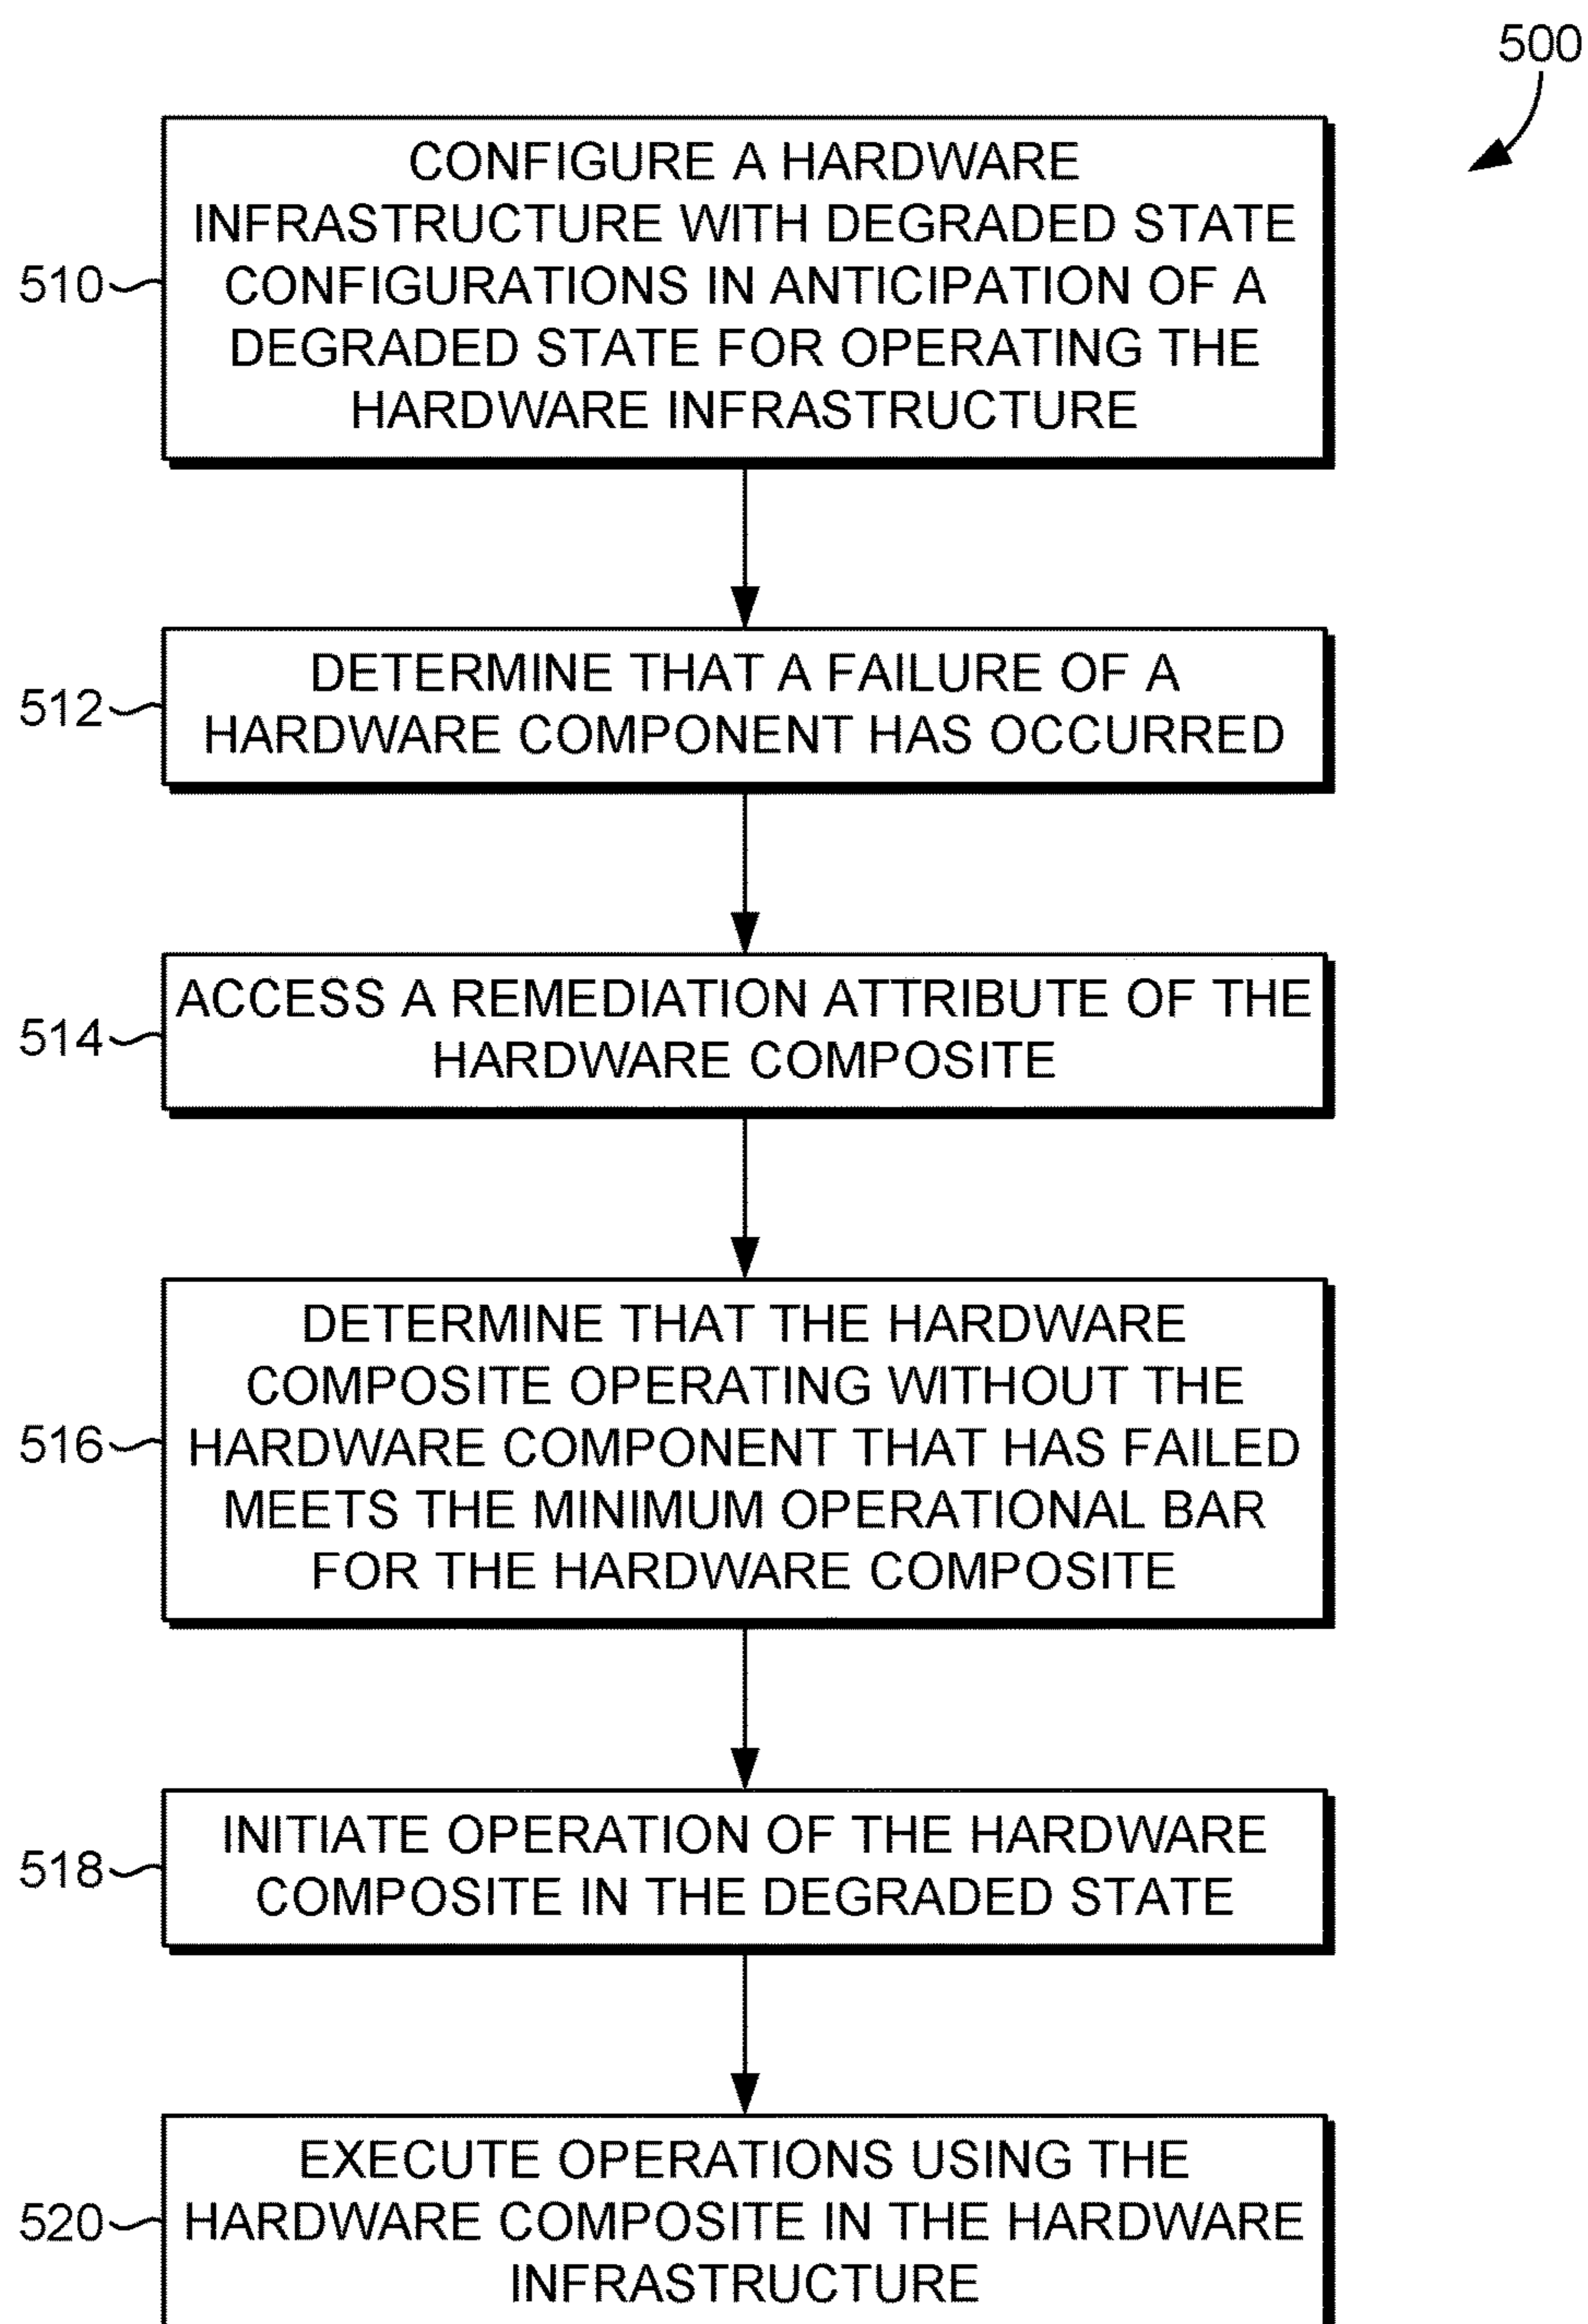 500
CONFIGURE A HARDWARE
INFRASTRUCTURE WITH DEGRADED STATE
CONFIGURATIONS IN ANTICIPATION OF A
DEGRADED STATE FOR OPERATING THE
HARDWARE INFRASTRUCTURE
510
DETERMINE THAT A FAILURE OF A
HARDWARE COMPONENT HAS OCCURRED
512
ACCESS A REMEDIATION ATTRIBUTE OF THE
HARDWARE COMPOSITE
514
DETERMINE THAT THE HARDWARE
COMPOSITE OPERATING WITHOUT THE
HARDWARE COMPONENT THAT HAS FAILED
MEETS THE MINIMUM OPERATIONAL BAR
FOR THE HARDWARE COMPOSITE
516
INITIATE OPERATION OF THE HARDWARE
COMPOSITE IN THE DEGRADED STATE
518
EXECUTE OPERATIONS USING THE
HARDWARE COMPOSITE IN THE HARDWARE
INFRASTRUCTURE
520